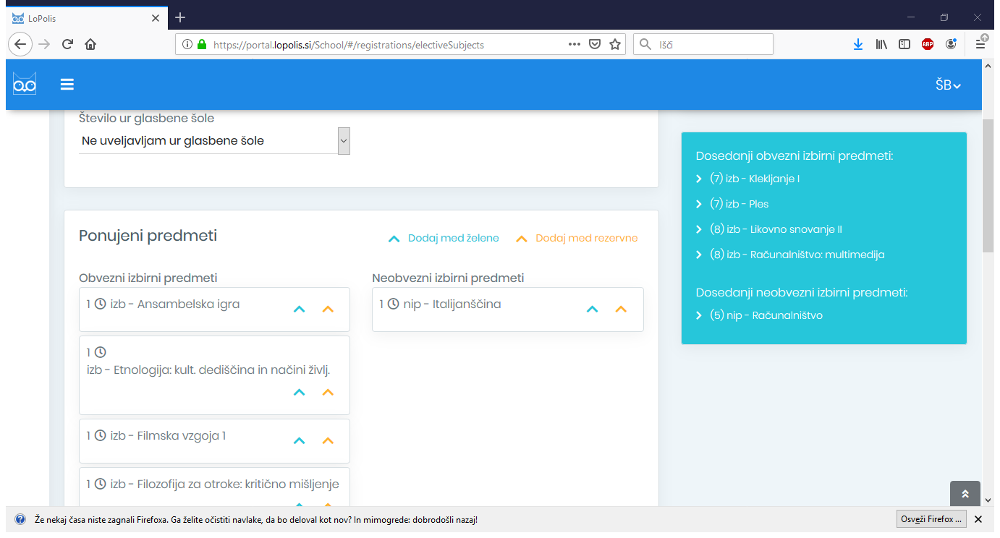 LoPolis
https://portal.lopolis.si/School/#/registrations/electiveSubjects
Išči
ABP
ŠB
Število ur glasbene šole
Ne uveljavljam ur glasbene šole
Ponujeni predmeti
Dodaj med želene
Dodaj med rezervne
Obvezni izbirni predmeti
1 izb - Ansambelska igra
1
izb - Etnologija: kult. dediščina in načini življ.
1 izb - Filmska vzgoja 1
1 izb - Filozofija za otroke: kritično mišljenje
Neobvezni izbirni predmeti
1 nip - Italijanščina
Dosedanji obvezni izbirni predmeti:
(7) izb - Klekljanje I
(7) izb - Ples
(8) izb - Likovno snovanje II
(8) izb - Računalništvo: multimedija
Dosedanji neobvezni izbirni predmeti:
(5) nip - Računalništvo
Že nekaj časa niste zagnali Firefoxa. Ga želite očistiti navlake, da bo deloval kot nov? In mimogrede: dobrodošli nazaj!
Osveži Firefox ...